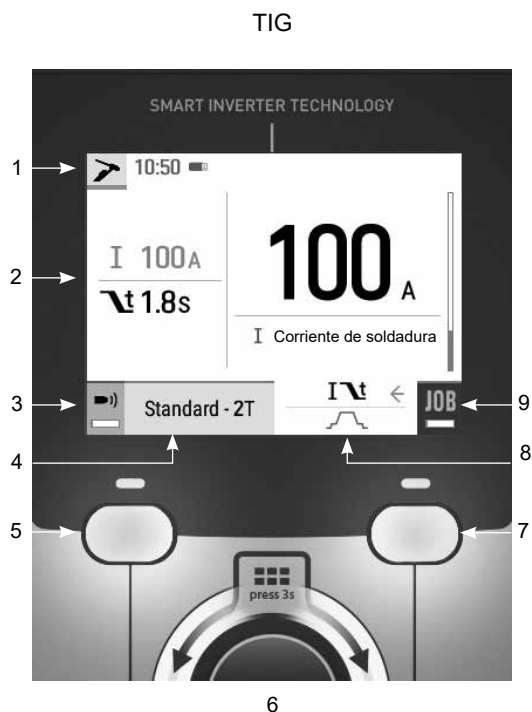 TIG
SMART INVERTER TECHNOLOGY
1
10:50
2
I 100A
t 1.8s
100 A
I Corriente de soldadura
3
Standard - 2T
I t
JOB
9
4
8
5
7
press 3s
6